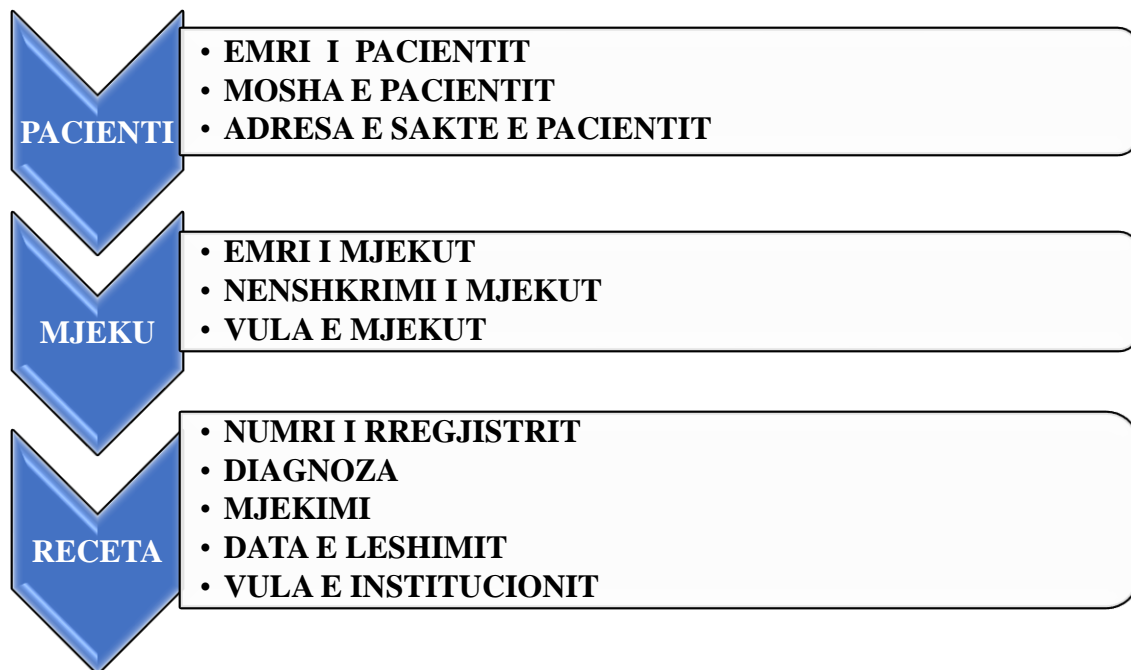 PACIENTI
• EMRI I PACIENTIT
• MOSHA E PACIENTIT
• ADRESA E SAKTE E PACIENTIT
MJEKU
• EMRI I MJEKUT
• NENSHKRIMI I MJEKUT
• VULA E MJEKUT
RECETA
• NUMRI I RREGJISTRIT
• DIAGNOZA
• MJEKIMI
• DATA E LESHIMIT
• VULA E INSTITUCIONIT